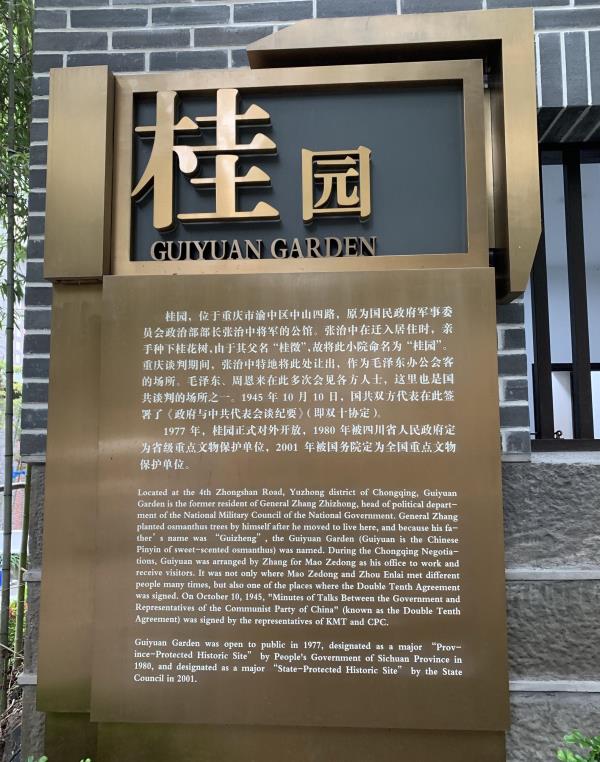 桂园
GUIYUAN GARDEN
桂园，位于重庆市渝中区中山四路，原为国民政府军事委
员会政治部部长张治中将军的公馆。张治中在迁入居住时，亲
手种下桂花树，由于其父名“桂徵”，故将此小院命名为“桂园”。
重庆谈判期间，张治中特地将此处让出，作为毛泽东办公会客
的场所。毛泽东、周恩来在此多次会见各方人士，这里也是国
共谈判的场所之一。1945 年 10 月 10 日，国共双方代表在此签
署了《政府与中共代表会谈纪要》（即双十协定）。
1977 年，桂园正式对外开放，1980 年被四川省人民政府定
为省级重点文物保护单位，2001 年被国务院定为全国重点文物
保护单位。
Located at the 4th Zhongshan Road, Yuzhong district of Chongqing, Guiyuan
Garden is the former resident of General Zhang Zhizhong, head of political depart-
ment of the National Military Council of the National Government. General Zhang
planted osmanthus trees by himself after he moved to live here, and because his fa-
ther’s name was “Guizheng”, the Guiyuan Garden (Guiyuan is the Chinese
Pinyin of sweet-scented osmanthus) was named. During the Chongqing Negotia-
tions, Guiyuan was arranged by Zhang for Mao Zedong as his office to work and
receive visitors. It was not only where Mao Zedong and Zhou Enlai met different
people many times, but also one of the places where the Double Tenth Agreement
was signed. On October 10, 1945, "Minutes of Talks Between the Government and
Representatives of the Communist Party of China" (known as the Double Tenth
Agreement) was signed by the representatives of KMT and CPC.
Guiyuan Garden was open to public in 1977, designated as a major “Prov-
ince-Protected Historic Site” by People's Government of Sichuan Province in
1980, and designated as a major “State-Protected Historic Site” by the State
Council in 2001.